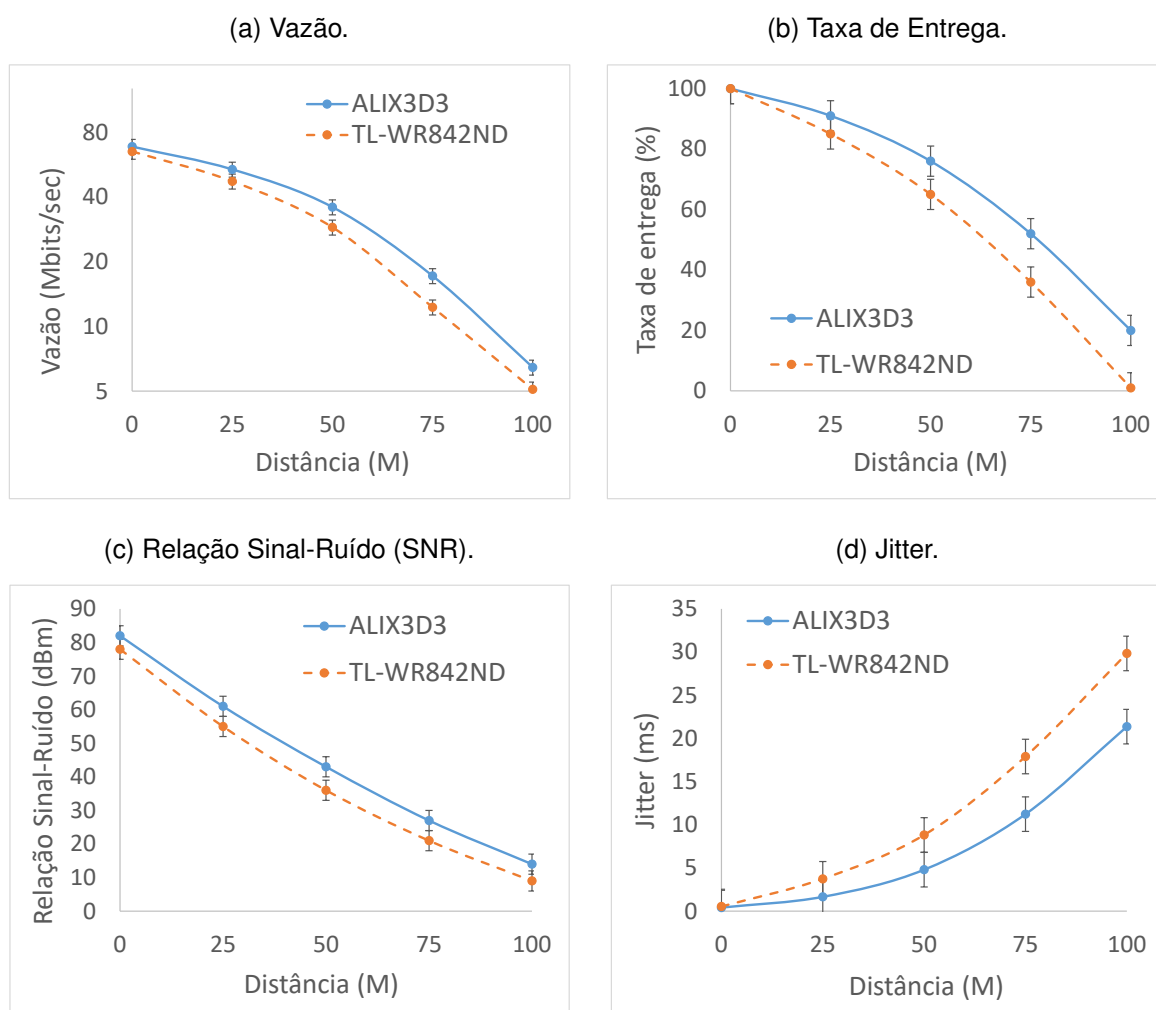 (a) Vazão.
Vazão (Mbits/sec)
80
40
20
10
5
ALIX3D3
TL-WR842ND
0 25 50 75 100
Distância (M)
(b) Taxa de Entrega.
Taxa de entrega (%)
100
80
60
40
20
0
ALIX3D3
TL-WR842ND
0 25 50 75 100
Distância (M)
(c) Relação Sinal-Ruído (SNR).
Relação Sinal-Ruído (dBm)
90
80
70
60
50
40
30
20
10
0
ALIX3D3
TL-WR842ND
0 25 50 75 100
Distância (M)
(d) Jitter.
Jitter (ms)
35
30
25
20
15
10
5
0
ALIX3D3
TL-WR842ND
0 25 50 75 100
Distância (M)